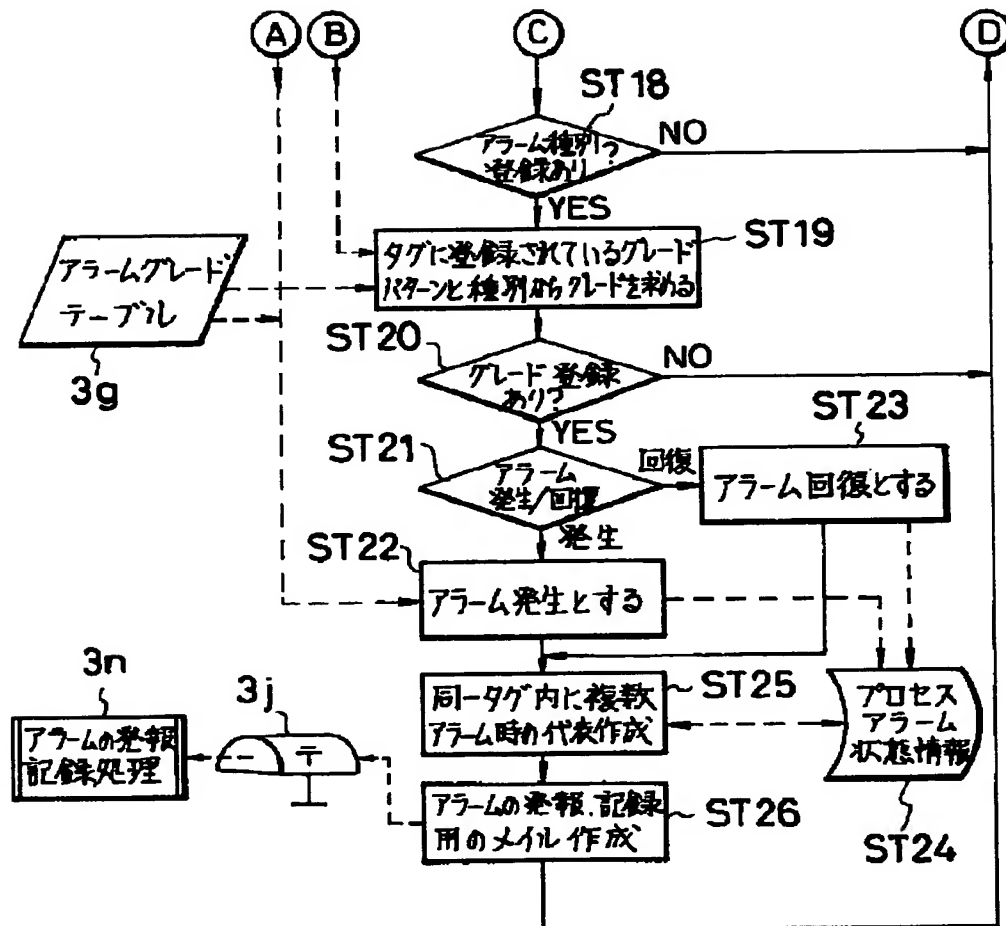 A
B
C
D
ST18
アラーム種別っ
登録あり?
NO
YES
ST19
タグに登録されているグレード
パターンと種別からグレードを求める
アラームグレード
テーブル
3g
ST20
グレード登録
あり?
NO
YES
ST21
アラーム
発生/回復
回復
発生
ST23
アラーム回復とする
ST22
アラーム発生とする
ST25
同一タグ内に複数
アラーム時の代表作成
プロセス
アラーム
状態情報
ST24
3n
アラームの発報
記録処理
3j
〒
ST26
アラームの発報、記録
用のメイル作成